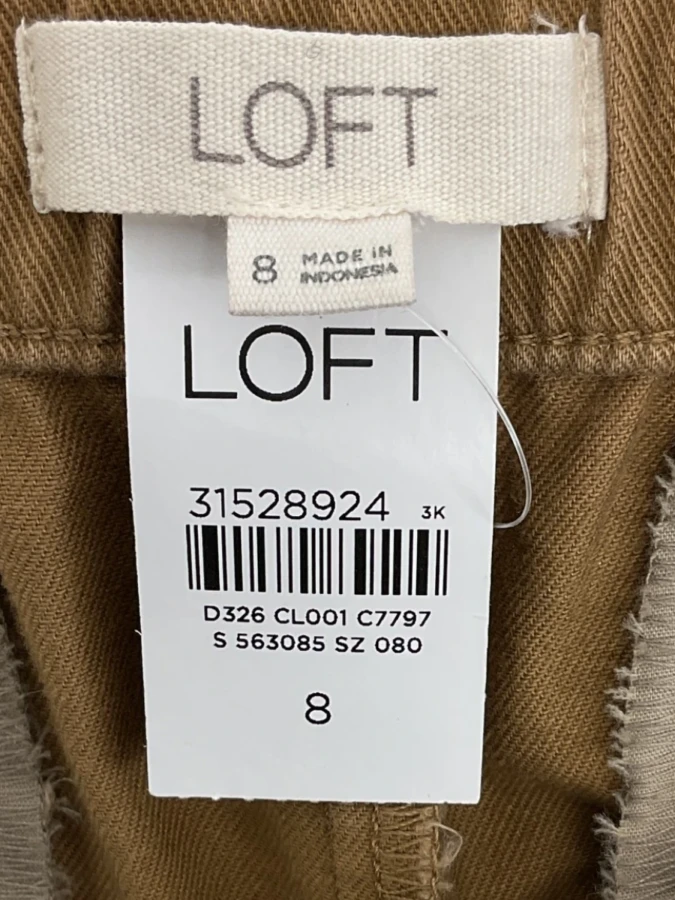 LOFT
8 MADE IN
INDONESIA
LOFT
31528924 3K
D326 CL001 C7797
S 563085 SZ 080
8